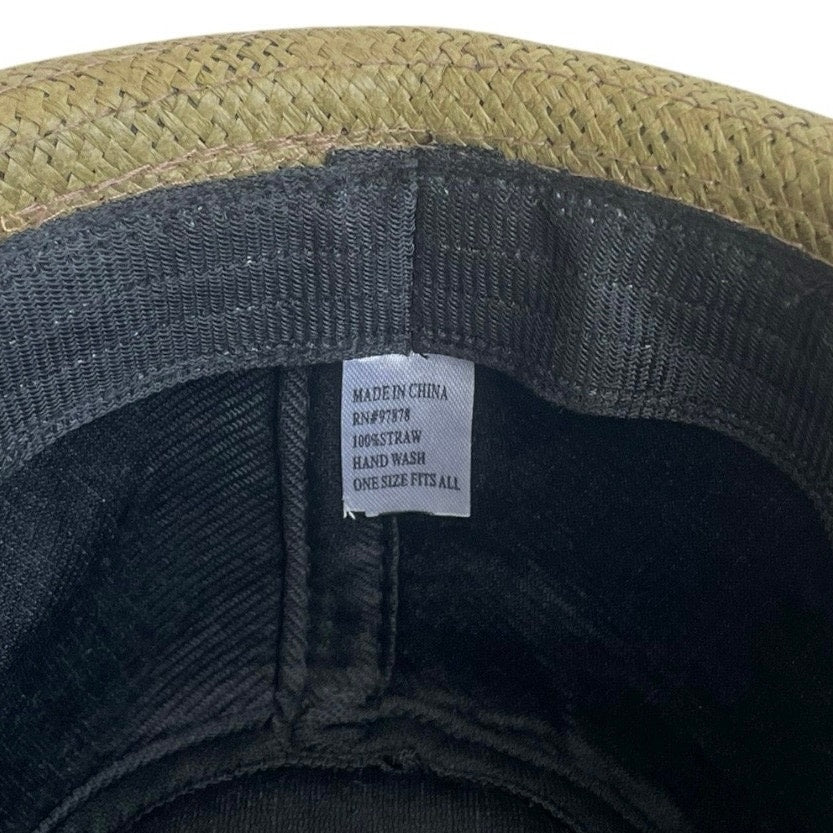 MADE IN CHINA
RN#97878
100%STRAW
HAND WASH
ONE SIZE FITS ALL